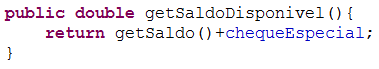 public double getSaldoDisponivel(){
    return getSaldo()+chequeEspecial;
}